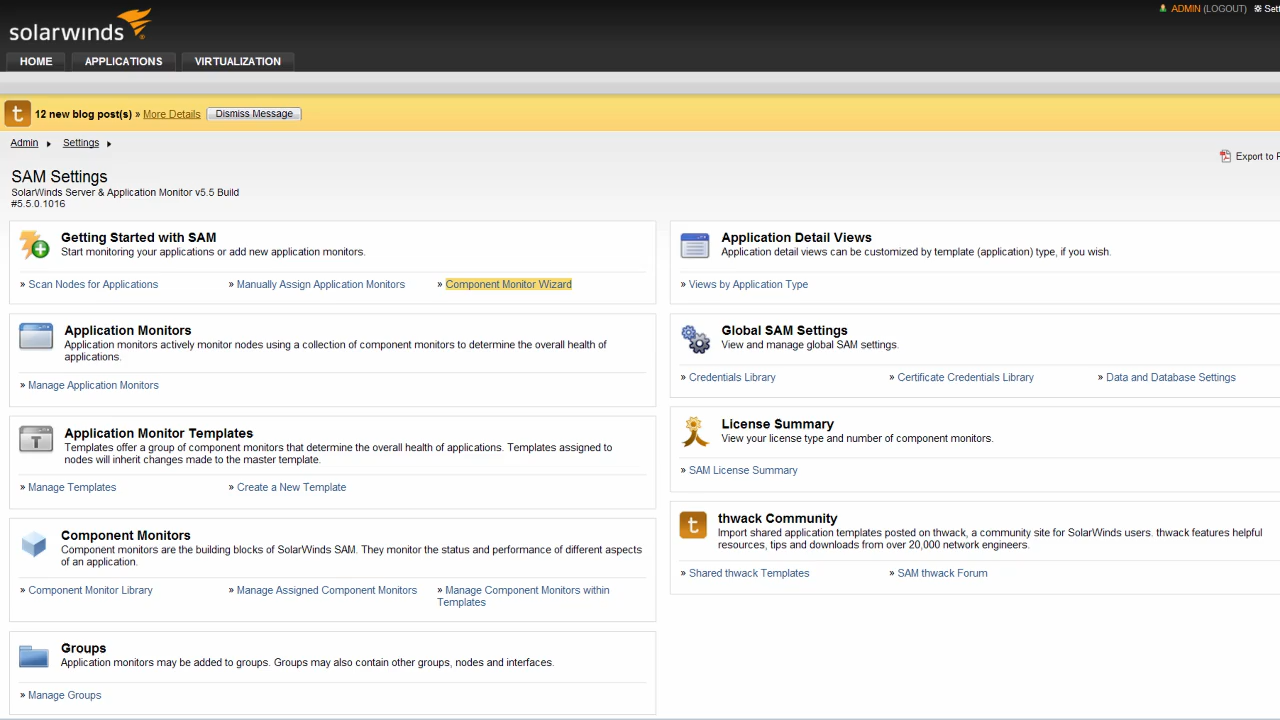 ADMIN (LOGOUT) Sett
solarwinds
HOME APPLICATIONS VIRTUALIZATION
t 12 new blog post(s) » More Details Dismiss Message
Admin ▸ Settings ▸
Export to P
SAM Settings
SolarWinds Server & Application Monitor v5.5 Build
#5.5.0.1016
Getting Started with SAM
Start monitoring your applications or add new application monitors.
» Scan Nodes for Applications » Manually Assign Application Monitors » Component Monitor Wizard
Application Monitors
Application monitors actively monitor nodes using a collection of component monitors to determine the overall health of
applications.
» Manage Application Monitors
T
Application Monitor Templates
Templates offer a group of component monitors that determine the overall health of applications. Templates assigned to
nodes will inherit changes made to the master template.
» Manage Templates » Create a New Template
Component Monitors
Component monitors are the building blocks of SolarWinds SAM. They monitor the status and performance of different aspects
of an application.
» Component Monitor Library » Manage Assigned Component Monitors » Manage Component Monitors within
Templates
Groups
Application monitors may be added to groups. Groups may also contain other groups, nodes and interfaces.
» Manage Groups
Application Detail Views
Application detail views can be customized by template (application) type, if you wish.
» Views by Application Type
Global SAM Settings
View and manage global SAM settings.
» Credentials Library » Certificate Credentials Library » Data and Database Settings
License Summary
View your license type and number of component monitors.
» SAM License Summary
t
thwack Community
Import shared application templates posted on thwack, a community site for SolarWinds users. thwack features helpful
resources, tips and downloads from over 20,000 network engineers.
» Shared thwack Templates » SAM thwack Forum